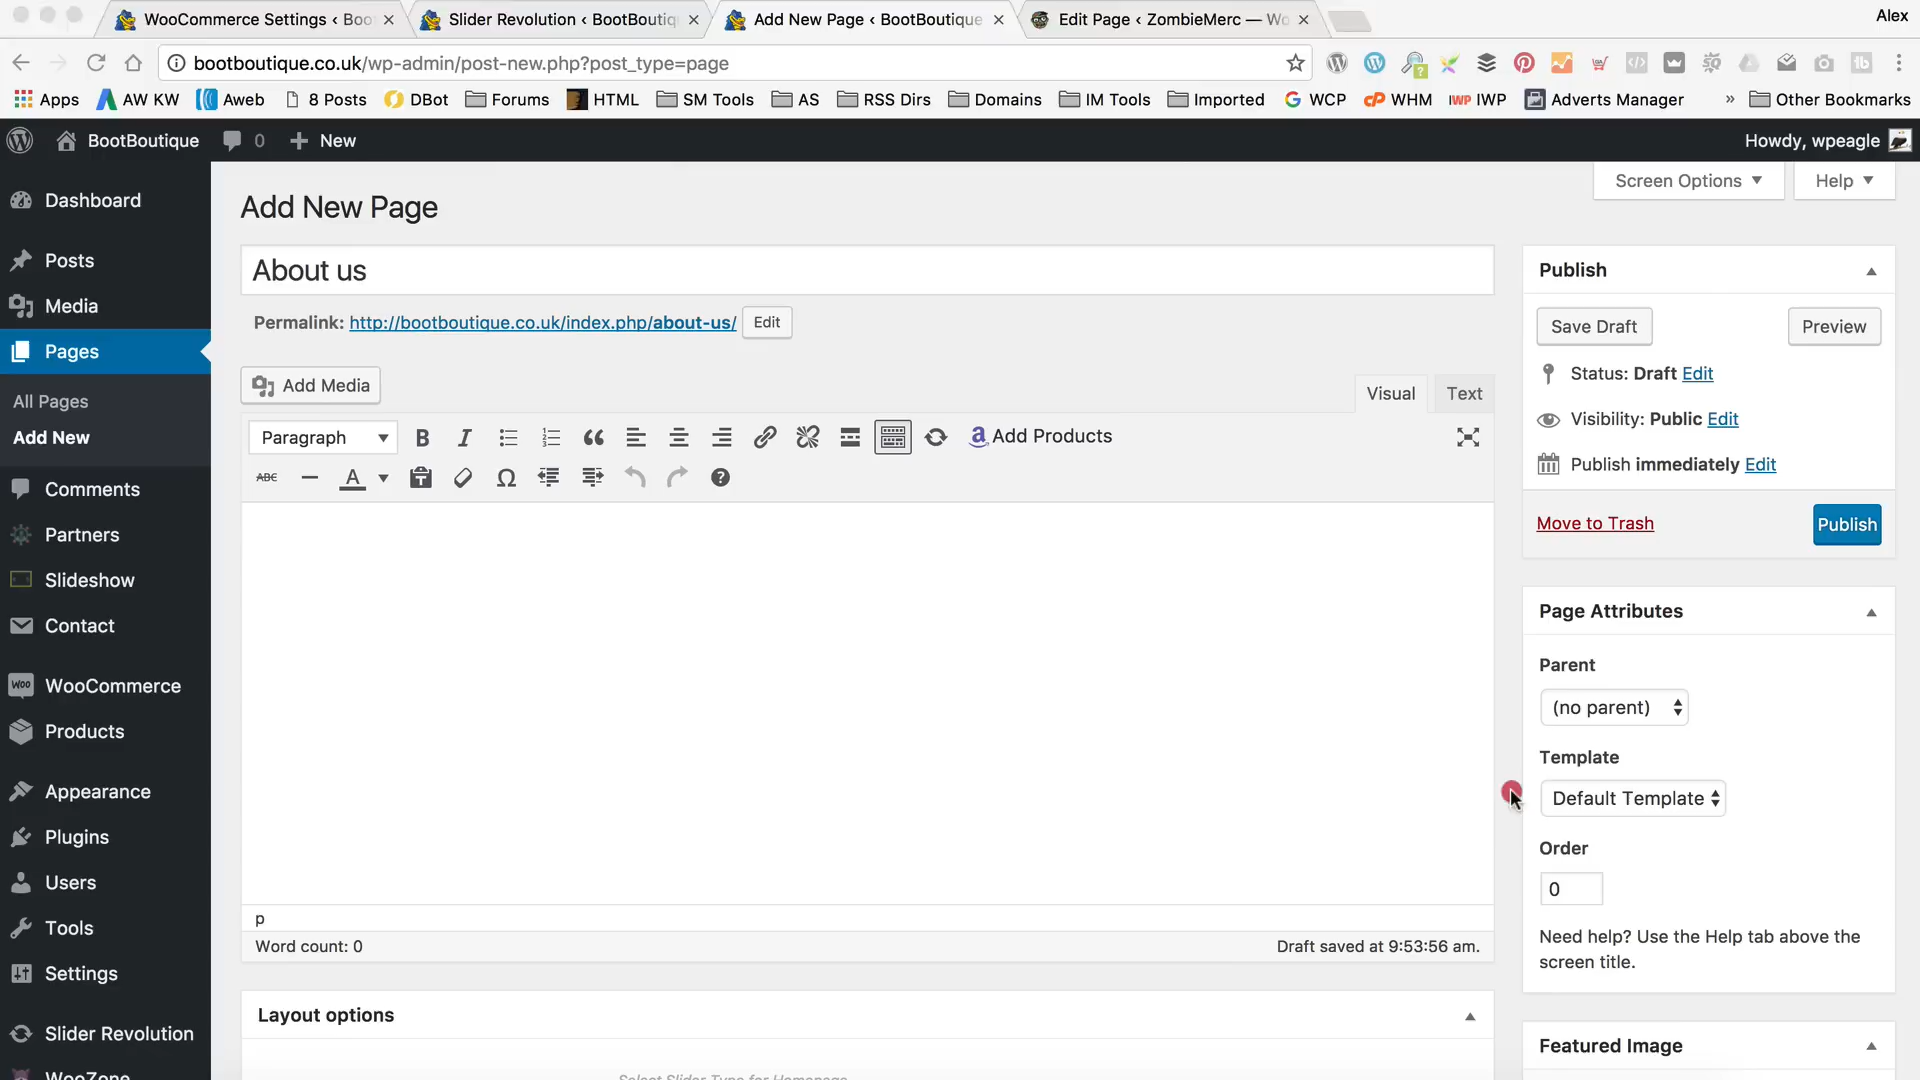 WooCommerce Settings ‹ Boo
Slider Revolution ‹ BootBoutiq
Add New Page ‹ BootBoutique
Edit Page ‹ ZombieMerc — Wo
Alex
bootboutique.co.uk/wp-admin/post-new.php?post_type=page
Apps
AW KW
Aweb
8 Posts
DBot
Forums
HTML
SM Tools
AS
RSS Dirs
Domains
IM Tools
Imported
WCP
WHM
IWP
Adverts Manager
»
Other Bookmarks
BootBoutique
0
New
Howdy, wpeagle
Screen Options
Help
Dashboard
Posts
Media
Pages
All Pages
Add New
Comments
Partners
Slideshow
Contact
WooCommerce
Products
Appearance
Plugins
Users
Tools
Settings
Slider Revolution
WooZone
Add New Page
About us
Permalink: http://bootboutique.co.uk/index.php/about-us/
Edit
Add Media
Visual
Text
Paragraph
Add Products
ABC
p
Word count: 0
Draft saved at 9:53:56 am.
Layout options
Select Slider Type for Homepage
Publish
Save Draft
Preview
Status: Draft Edit
Visibility: Public Edit
Publish immediately Edit
Move to Trash
Publish
Page Attributes
Parent
(no parent)
Template
Default Template
Order
0
Need help? Use the Help tab above the
screen title.
Featured Image